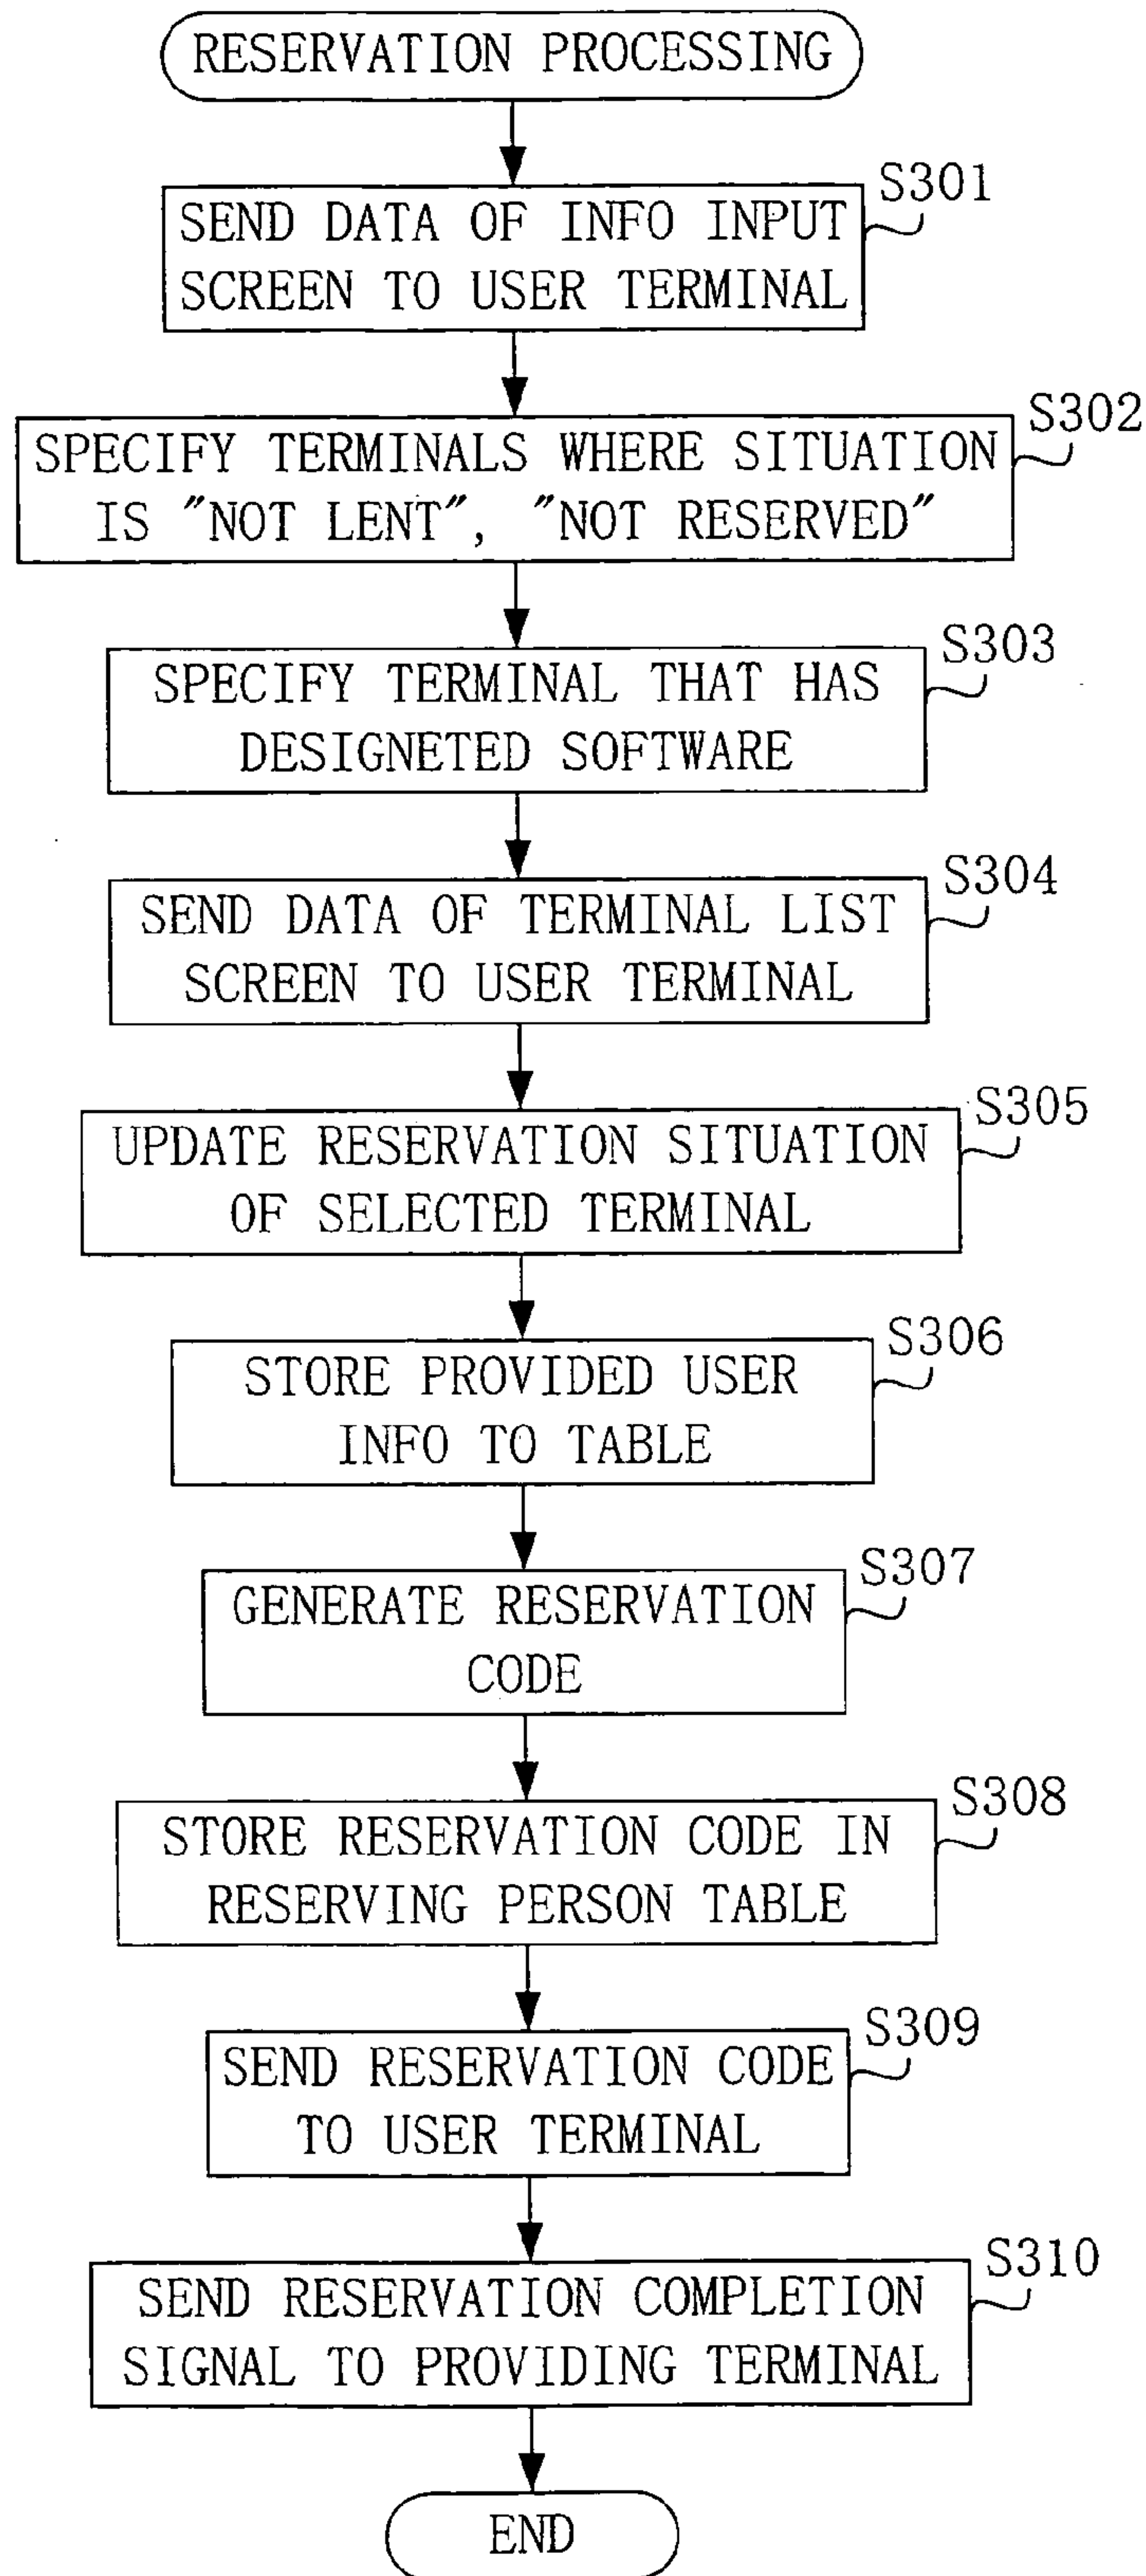 RESERVATION PROCESSING
S301
SEND DATA OF INFO INPUT
SCREEN TO USER TERMINAL
S302
SPECIFY TERMINALS WHERE SITUATION
IS "NOT LENT", "NOT RESERVED"
S303
SPECIFY TERMINAL THAT HAS
DESIGNETED SOFTWARE
S304
SEND DATA OF TERMINAL LIST
SCREEN TO USER TERMINAL
S305
UPDATE RESERVATION SITUATION
OF SELECTED TERMINAL
S306
STORE PROVIDED USER
INFO TO TABLE
S307
GENERATE RESERVATION
CODE
S308
STORE RESERVATION CODE IN
RESERVING PERSON TABLE
S309
SEND RESERVATION CODE
TO USER TERMINAL
S310
SEND RESERVATION COMPLETION
SIGNAL TO PROVIDING TERMINAL
END